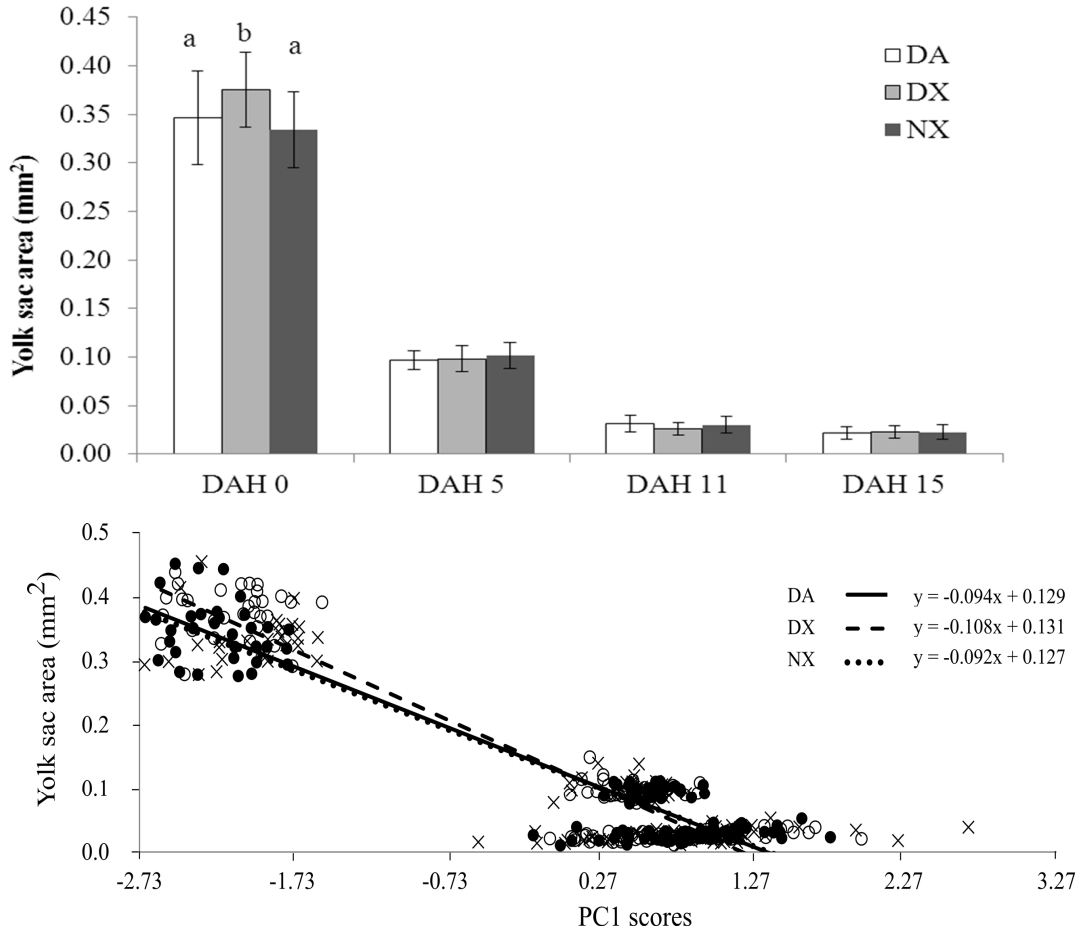 0.45
0.40
0.35
0.30
0.25
0.20
0.15
0.10
0.05
0.00
Yolk sac area (mm2)
a b a
DA
DX
NX
DAH 0 DAH 5 DAH 11 DAH 15
0.5
0.4
0.3
0.2
0.1
0.0
Yolk sac area (mm2)
DA y = -0.094x + 0.129
DX y = -0.108x + 0.131
NX y = -0.092x + 0.127
-2.73 -1.73 -0.73 0.27 1.27 2.27 3.27
PC1 scores